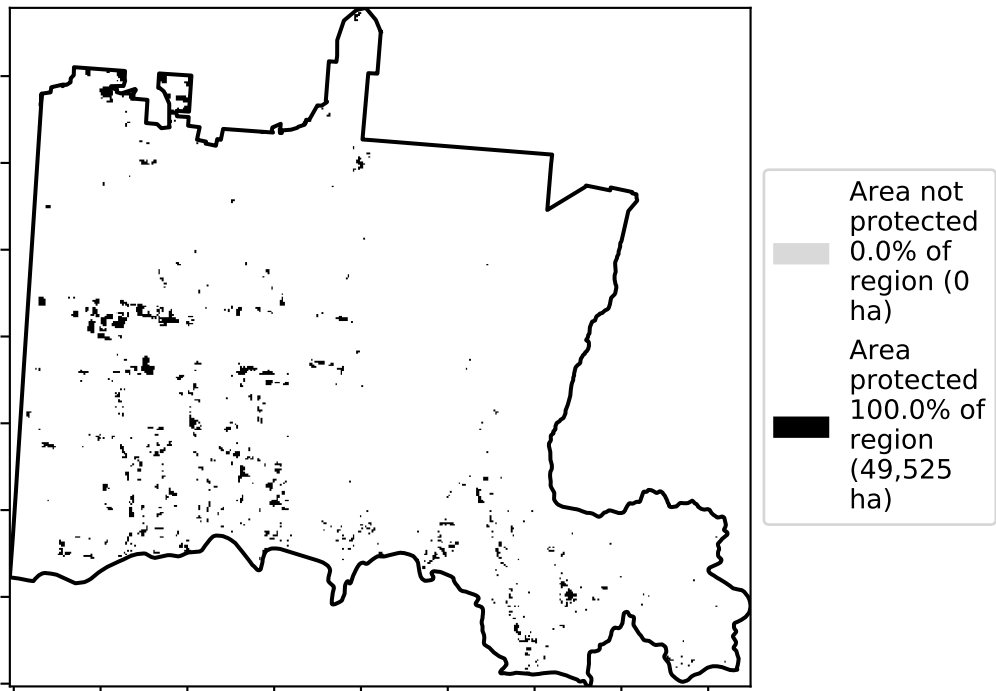 Area not
protected
0.0% of
region (0
ha)
Area
protected
100.0% of
region
(49,525
ha)